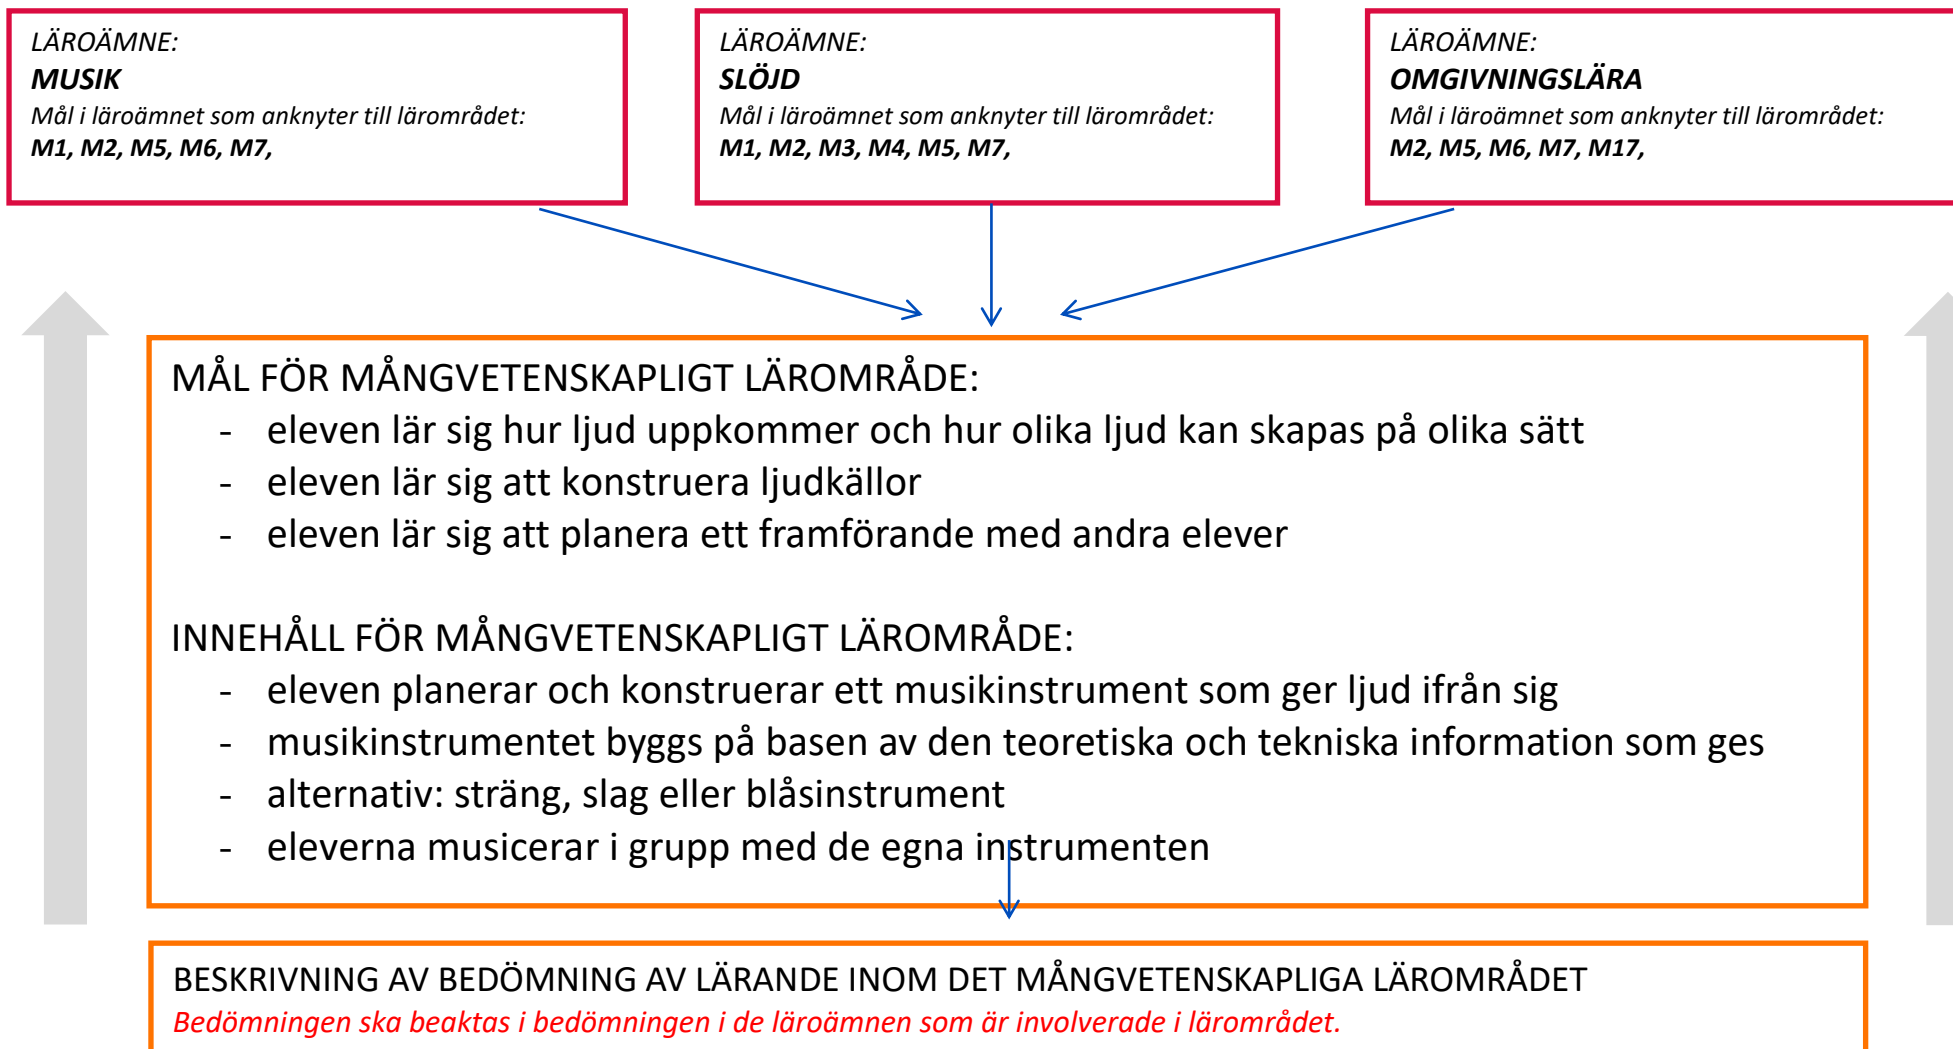 LÄROÄMNE:
MUSIK
Mål i läroämnet som anknyter till lärområdet:
M1, M2, M5, M6, M7,
LÄROÄMNE:
SLÖJD
Mål i läroämnet som anknyter till lärområdet:
M1, M2, M3, M4, M5, M7,
LÄROÄMNE:
OMGIVNINGSLÄRA
Mål i läroämnet som anknyter till lärområdet:
M2, M5, M6, M7, M17,
MÅL FÖR MÅNGVETENSKAPLIGT LÄROMRÅDE:
- eleven lär sig hur ljud uppkommer och hur olika ljud kan skapas på olika sätt
- eleven lär sig att konstruera ljudkällor
- eleven lär sig att planera ett framförande med andra elever
INNEHÅLL FÖR MÅNGVETENSKAPLIGT LÄROMRÅDE:
- eleven planerar och konstruerar ett musikinstrument som ger ljud ifrån sig
- musikinstrumentet byggs på basen av den teoretiska och tekniska information som ges
- alternativ: sträng, slag eller blåsinstrument
- eleverna musicerar i grupp med de egna instrumenten
BESKRIVNING AV BEDÖMNING AV LÄRANDE INOM DET MÅNGVETENSKAPLIGA LÄROMRÅDET
Bedömningen ska beaktas i bedömningen i de läroämnen som är involverade i lärområdet.